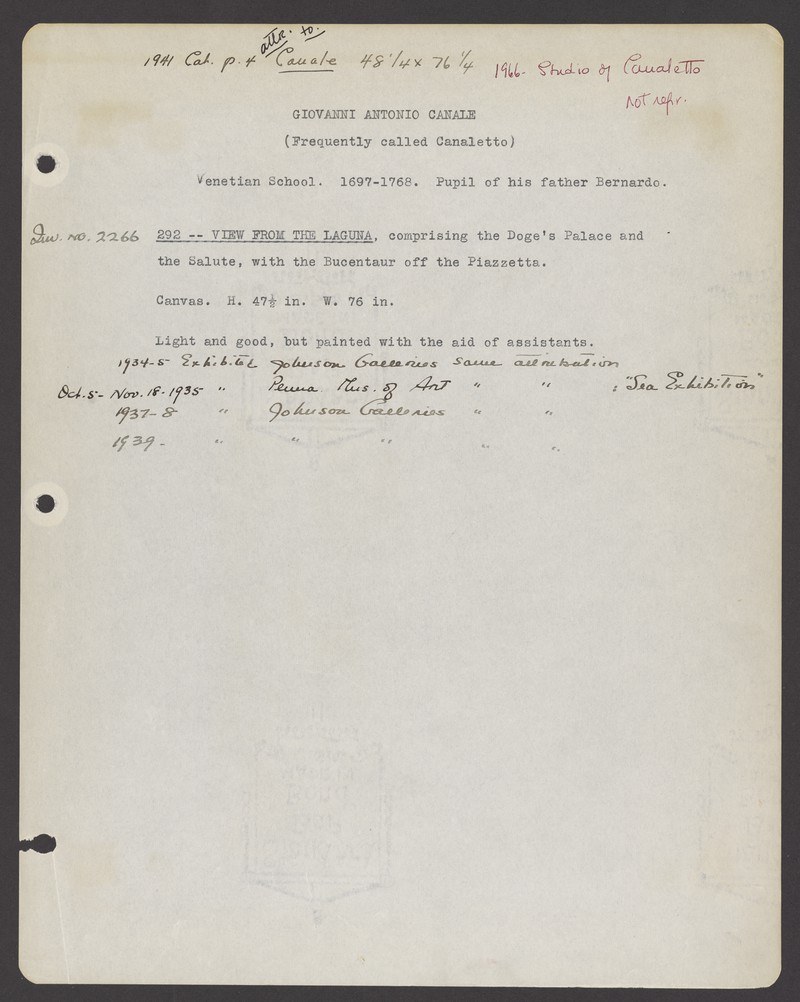 attr. to.
1941 Cat. p. 4 Canale 48 1/4 x 76 1/4
1966- Studio of Canaletto
Not repr.
GIOVANNI ANTONIO CANALE
(Frequently called Canaletto)
Venetian School. 1697-1768. Pupil of his father Bernardo.
Inv. No. 2266 292 -- VIEW FROM THE LAGUNA, comprising the Doge's Palace and
the Salute, with the Bucentaur off the Piazzetta.
Canvas. H. 47½ in. W. 76 in.
Light and good, but painted with the aid of assistants.
1934-5 Exhibited Johnson Galleries Same attribution
Oct. 5- Nov. 18-1935 " Penna Mus. of Art " " : "Sea Exhibition"
1937-8 " Johnson Galleries " "
1939- " " " " "